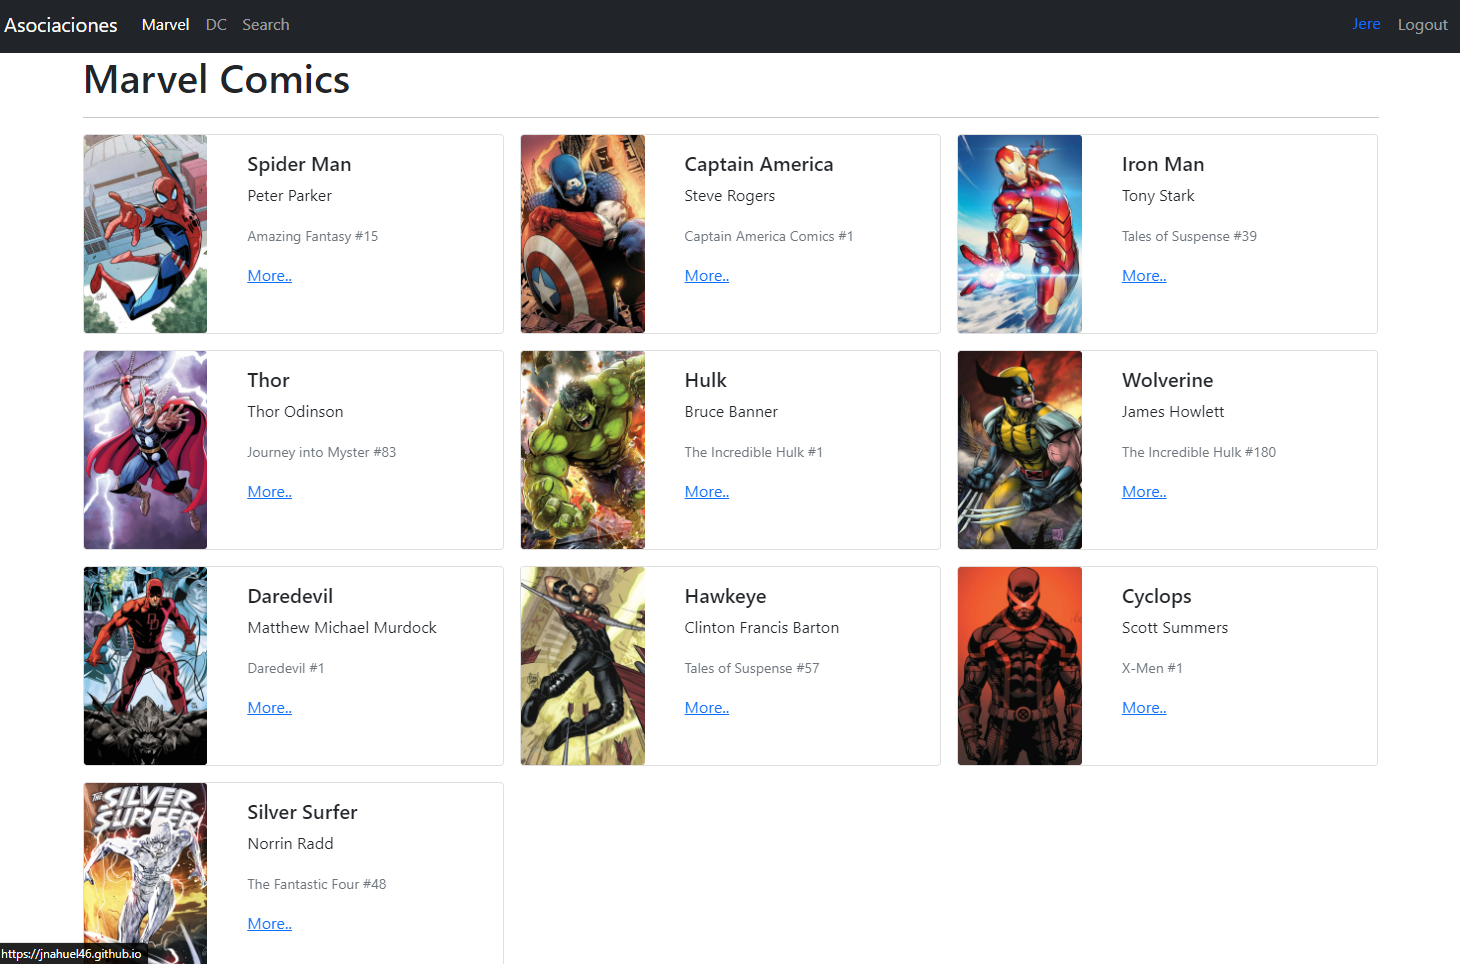 Asociaciones Marvel DC Search Jere Logout
Marvel Comics
Spider Man
Peter Parker
Amazing Fantasy #15
More..
Captain America
Steve Rogers
Captain America Comics #1
More..
Iron Man
Tony Stark
Tales of Suspense #39
More..
Thor
Thor Odinson
Journey into Myster #83
More..
Hulk
Bruce Banner
The Incredible Hulk #1
More..
Wolverine
James Howlett
The Incredible Hulk #180
More..
Daredevil
Matthew Michael Murdock
Daredevil #1
More..
Hawkeye
Clinton Francis Barton
Tales of Suspense #57
More..
Cyclops
Scott Summers
X-Men #1
More..
THE
SILVER
SURFER
Silver Surfer
Norrin Radd
The Fantastic Four #48
More..
https://jnahuel46.github.io